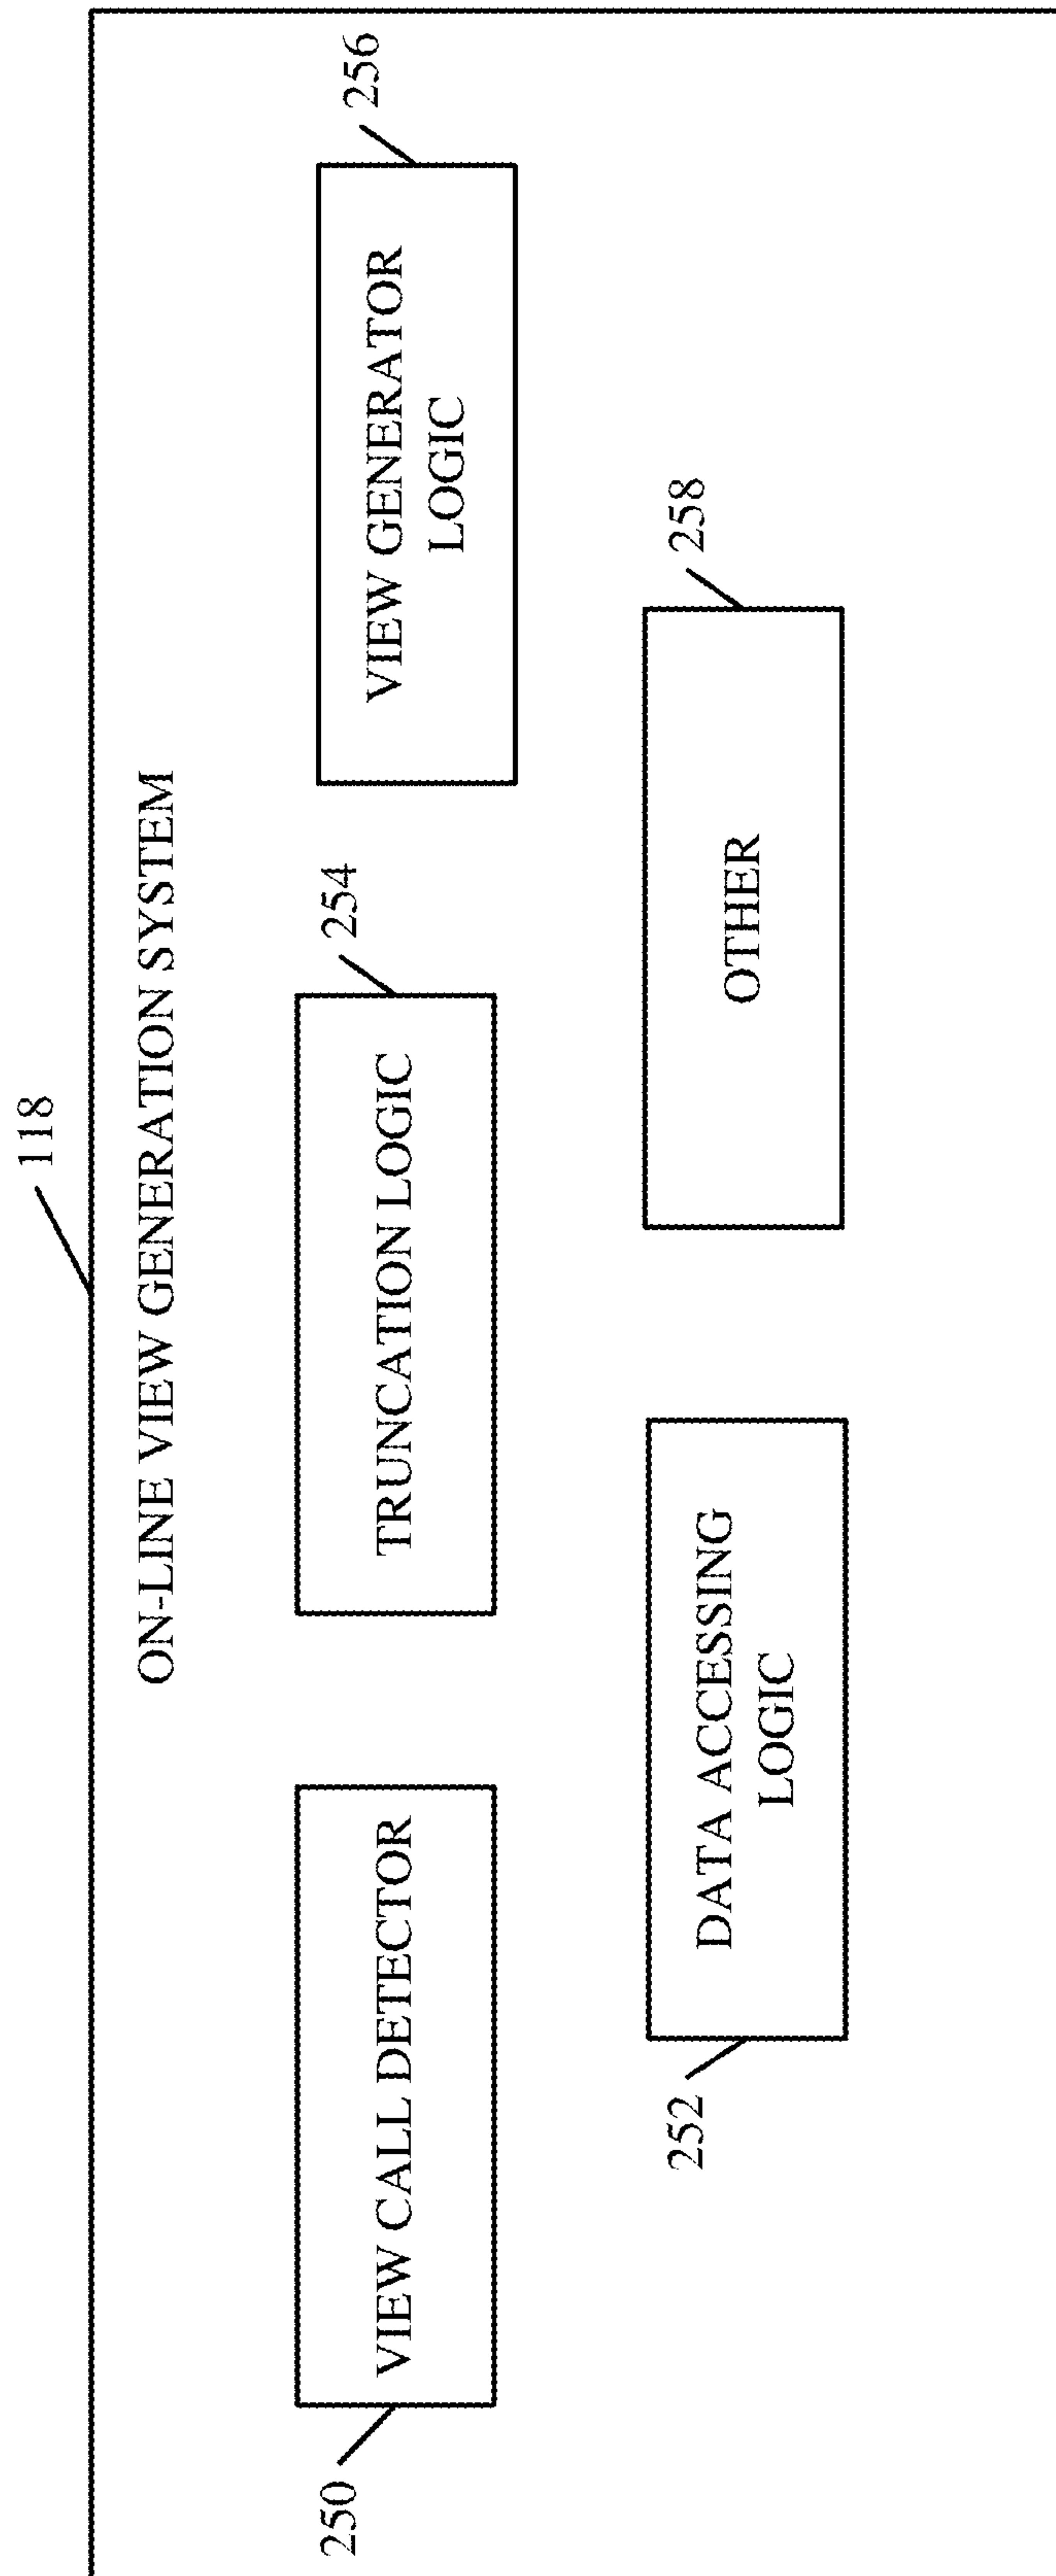 118
ON-LINE VIEW GENERATION SYSTEM
250
VIEW CALL DETECTOR
TRUNCATION LOGIC
254
VIEW GENERATOR
LOGIC
256
252
DATA ACCESSING
LOGIC
OTHER
258